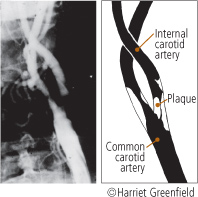 Internal
carotid
artery
Plaque
Common
carotid
artery
©Harriet Greenfield